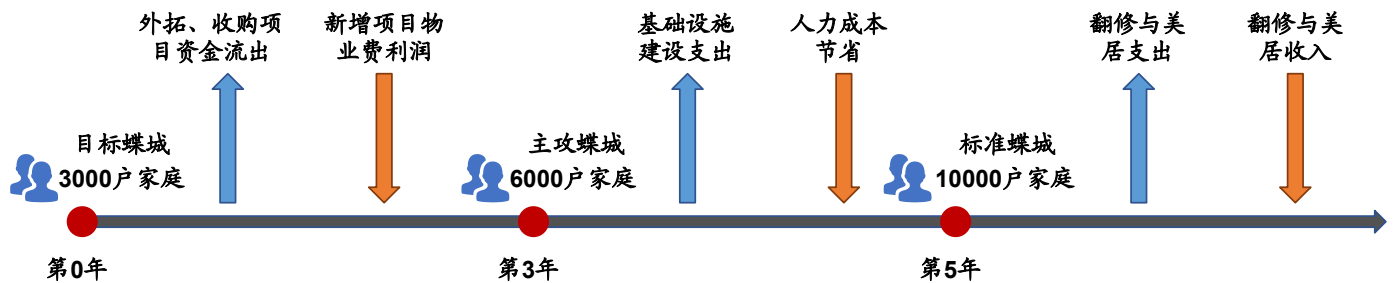 外拓、收购项
目资金流出
新增项目物
业费利润
基础设施
建设支出
人力成本
节省
翻修与美
居支出
翻修与美
居收入
目标蝶城
3000户家庭
主攻蝶城
6000户家庭
标准蝶城
10000户家庭
第0年
第3年
第5年